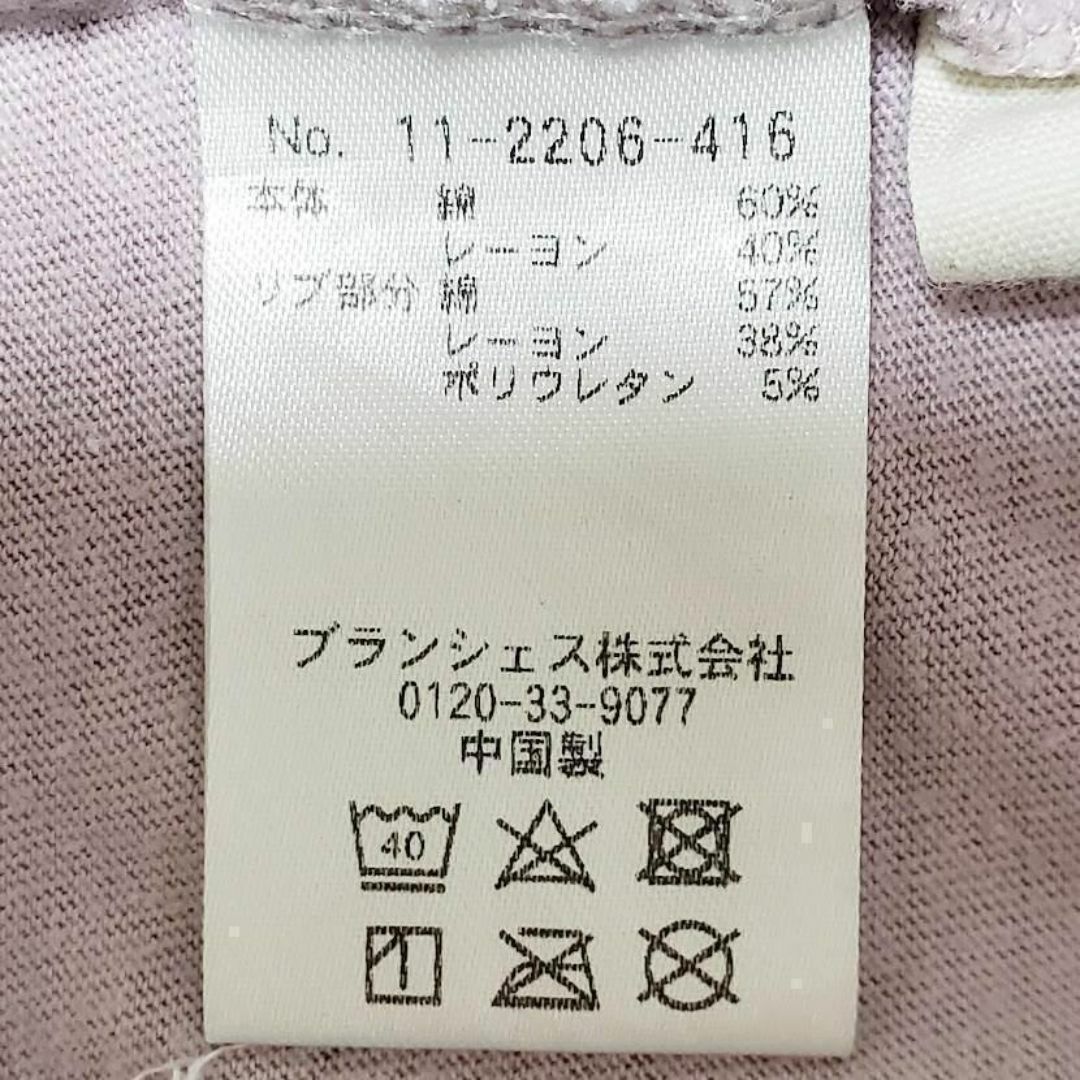 No. 11-2206-416
本体 綿 60%
レーヨン 40%
リブ部分 綿 57%
レーヨン 38%
ポリウレタン 5%
ブランシェス株式会社
0120-33-9077
中国製
40